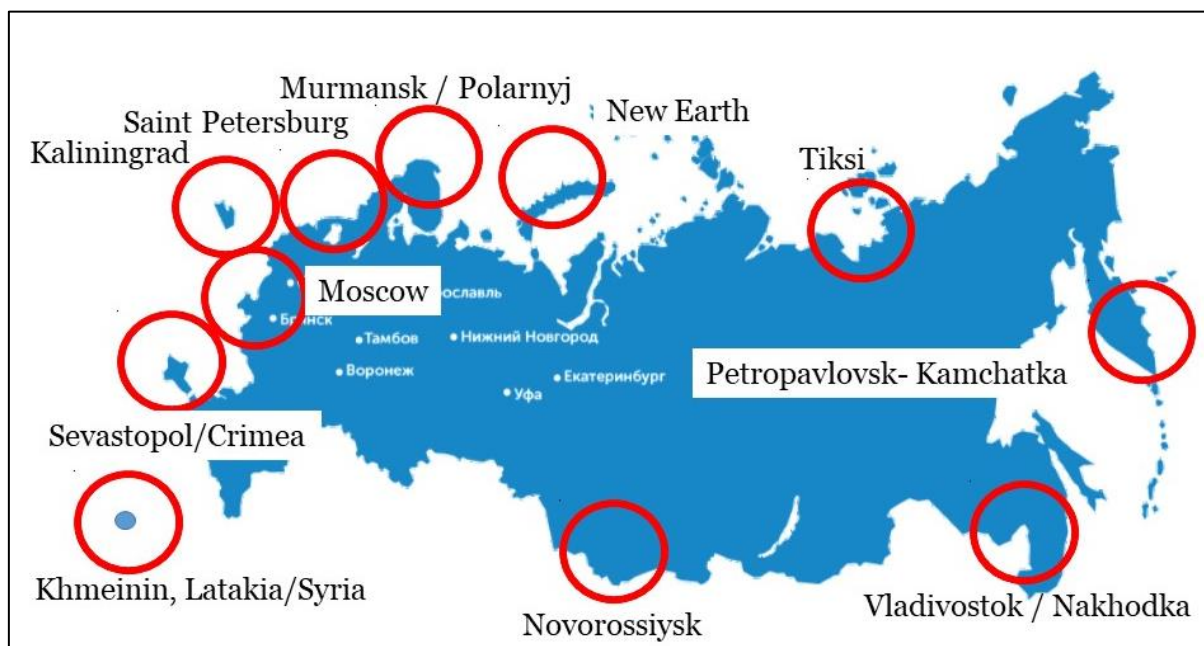 Murmansk / Polarnyj
New Earth
Saint Petersburg
Kaliningrad
Tiksi
Moscow
Брянск
Тамбов
Нижний Новгород
Воронеж
Екатеринбург
Уфа
Petropavlovsk- Kamchatka
Sevastopol/Crimea
Khmeinin, Latakia/Syria
Novorossiysk
Vladivostok / Nakhodka